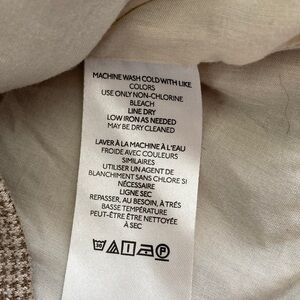 MACHINE WASH COLD WITH LIKE
COLORS
USE ONLY NON-CHLORINE
BLEACH
LINE DRY
LOW IRON AS NEEDED
MAY BE DRY CLEANED
LAVER À LA MACHINE À L'EAU
FROIDE AVEC COULEURS
SIMILAIRES
UTILISER UN AGENT DE
BLANCHIMENT SANS CHLORE SI
NÉCESSAIRE
LIGNE SEC
REPASSER, AU BESOIN, À TRÈS
BASSE TEMPÉRATURE
PEUT-ÊTRE ÊTRE NETTOYÉE
À SEC
30 P